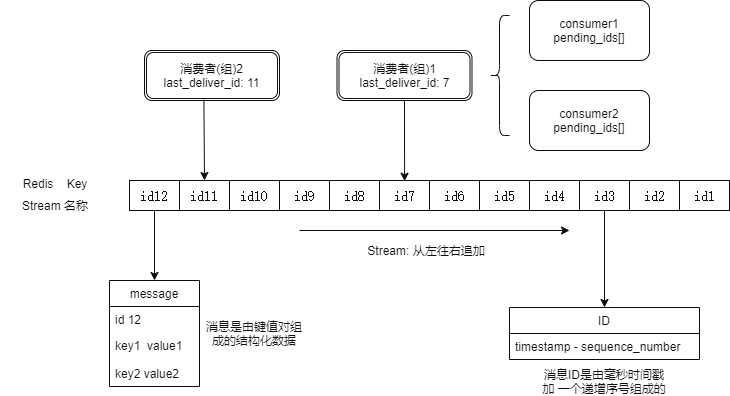 consumer1
pending_ids[]
消费者(组)2
last_deliver_id: 11
消费者(组)1
last_deliver_id: 7
consumer2
pending_ids[]
Redis Key
Stream 名称
id12 id11 id10 id9 id8 id7 id6 id5 id4 id3 id2 id1
Stream: 从左往右追加
message
id 12
key1 value1
key2 value2
消息是由键值对组
成的结构化数据
ID
timestamp - sequence_number
消息ID是由毫秒时间戳
加 一个递增序号组成的